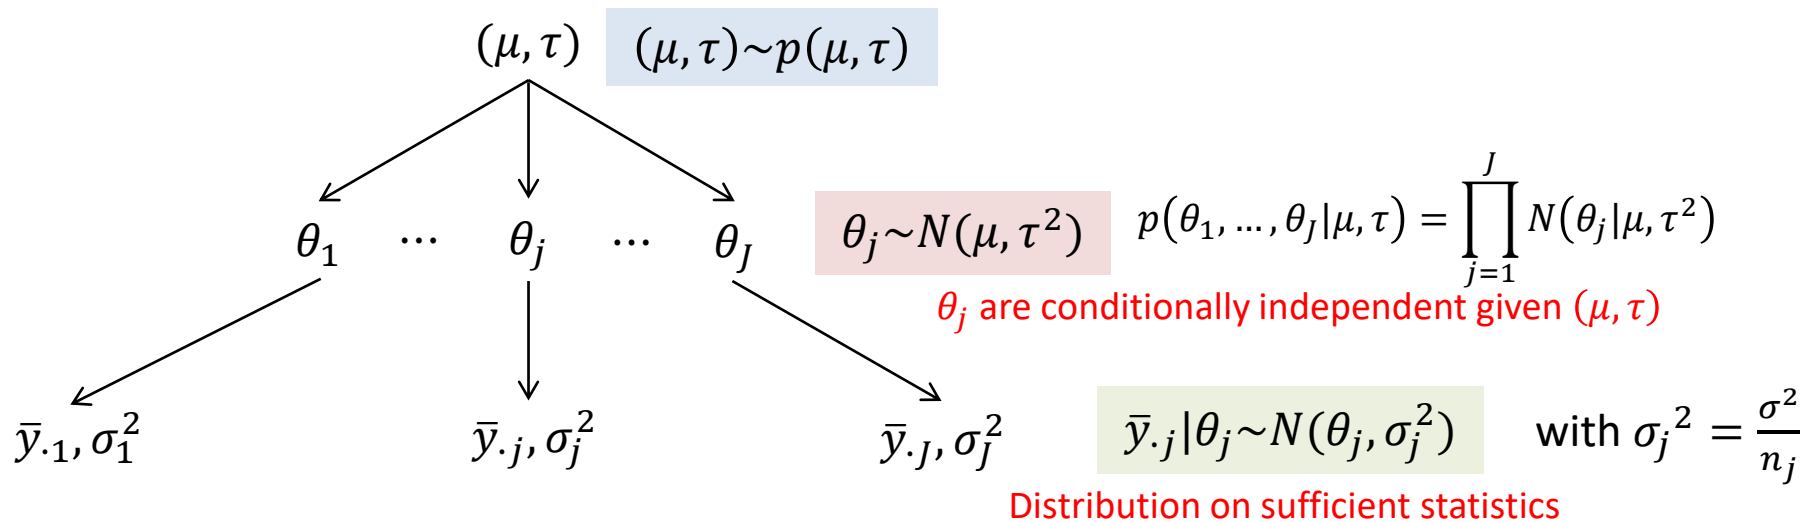 (μ, τ) (μ, τ)~p(μ, τ)
θ₁ ⋯ θⱼ ⋯ θ_J θⱼ~N(μ, τ²) p(θ₁, …, θ_J|μ, τ) = ∏_{j=1}^{J} N(θⱼ|μ, τ²)
θⱼ are conditionally independent given (μ, τ)
ȳ.₁, σ₁² ȳ.ⱼ, σⱼ² ȳ._J, σ_J² ȳ.ⱼ|θⱼ~N(θⱼ, σⱼ²) with σⱼ² = σ²/nⱼ
Distribution on sufficient statistics